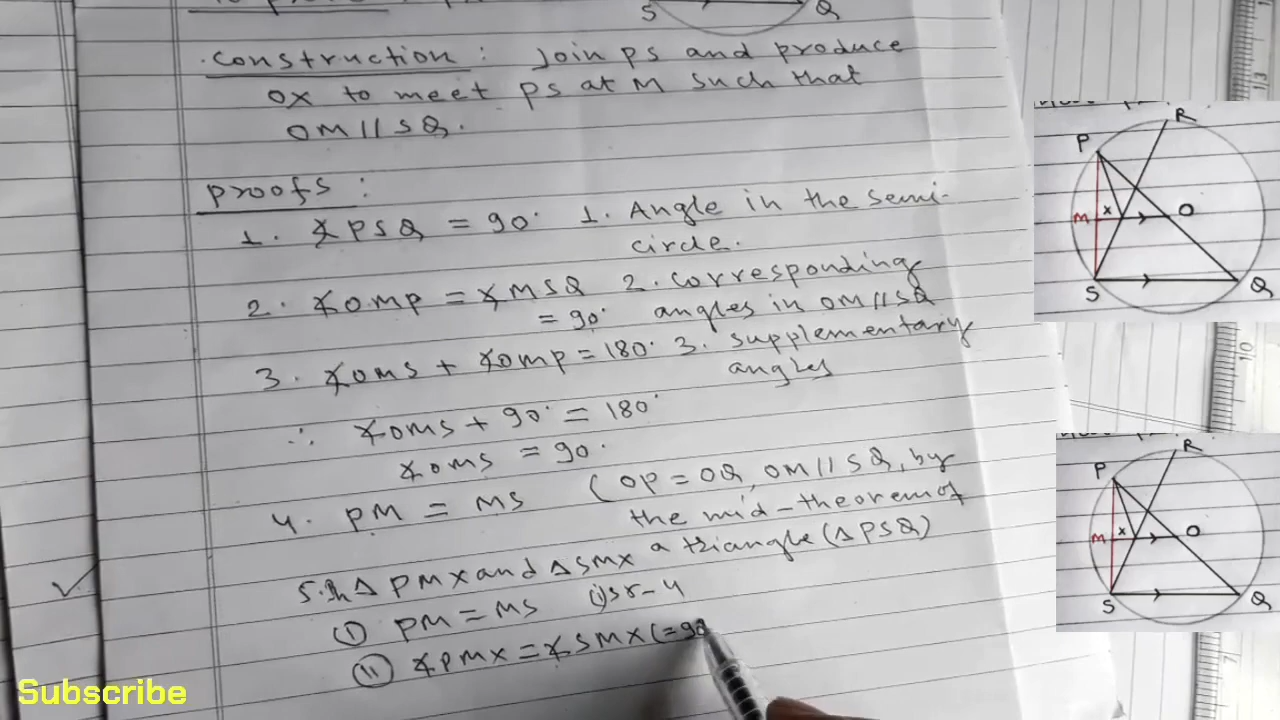 S Q
Construction : Join ps and produce
ox to meet ps at M such that
OM//SQ.
proofs :
1. ∡PSQ = 90° 1. Angle in the semi-
circle.
2. ∡omp = ∡MSQ 2. corresponding
= 90° angles in OM//SQ
3. ∡oms + ∡omp = 180° 3. supplementary
angles
∴ ∡oms + 90° = 180°
∡oms = 90°
4. PM = MS (OP = OQ, OM//SQ, by
the mid-theorem of
a triangle (△PSQ)
5. In △ PMX and △SMX
(i) PM = MS (i) sr-4
(ii) ∡PMX = ∡SMX (= 90
P R
M X O
S Q
P R
M X O
S Q
10
13
Subscribe